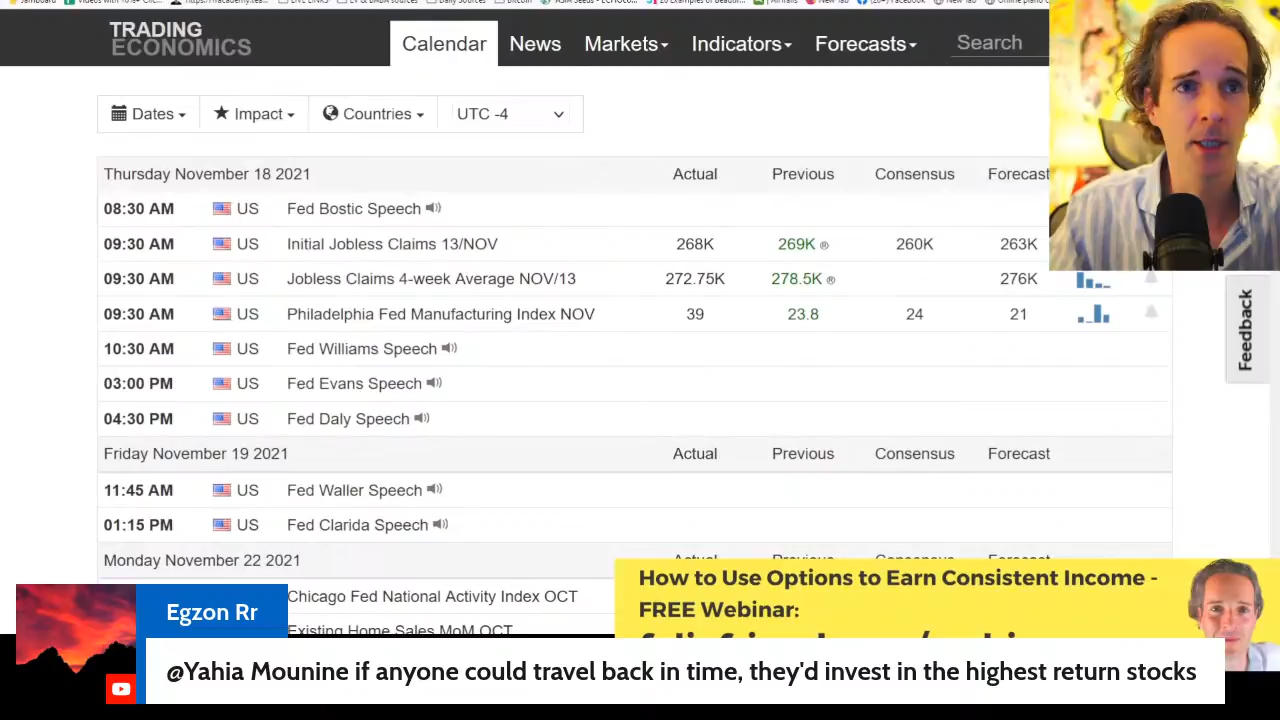 TRADING
ECONOMICS
Calendar News Markets Indicators Forecasts Search
Dates Impact Countries UTC -4
Thursday November 18 2021 Actual Previous Consensus Forecast
08:30 AM US Fed Bostic Speech
09:30 AM US Initial Jobless Claims 13/NOV 268K 269K ® 260K 263K
09:30 AM US Jobless Claims 4-week Average NOV/13 272.75K 278.5K ® 276K
09:30 AM US Philadelphia Fed Manufacturing Index NOV 39 23.8 24 21
10:30 AM US Fed Williams Speech
03:00 PM US Fed Evans Speech
04:30 PM US Fed Daly Speech
Feedback
Friday November 19 2021 Actual Previous Consensus Forecast
11:45 AM US Fed Waller Speech
01:15 PM US Fed Clarida Speech
Monday November 22 2021 Actual Previous Consensus Forecast
Chicago Fed National Activity Index OCT
Existing Home Sales MoM OCT
How to Use Options to Earn Consistent Income -
FREE Webinar:
Egzon Rr
@Yahia Mounine if anyone could travel back in time, they'd invest in the highest return stocks